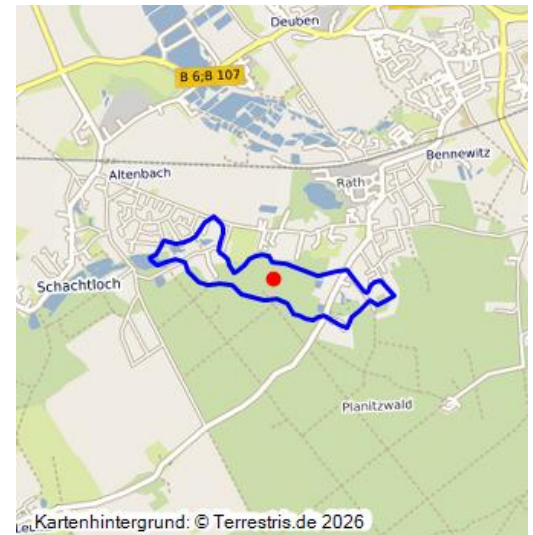 Deuben
B 6;B 107
Bennewitz
Altenbach
Rath
Schachtloch
Planitzwald
Kartenhintergrund: © Terrestris.de 2026